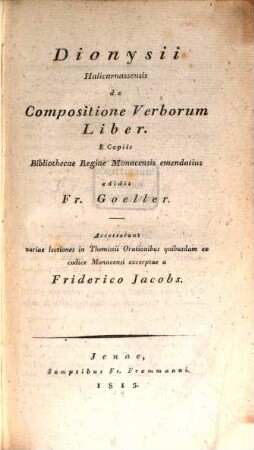 Dionysii
Halicarnassensis
de
Compositione Verborum
Liber.
E Copiis
Bibliothecae Regiae Monacensis emendatius
edidit
Fr. Goeller.
Accesserunt
variae lectiones in Themistii Orationibus quibusdam ex
codice Monacensi excerptae a
Friderico Jacobs.
Jenae,
Sumptibus Fr. Frommanni.
1815.